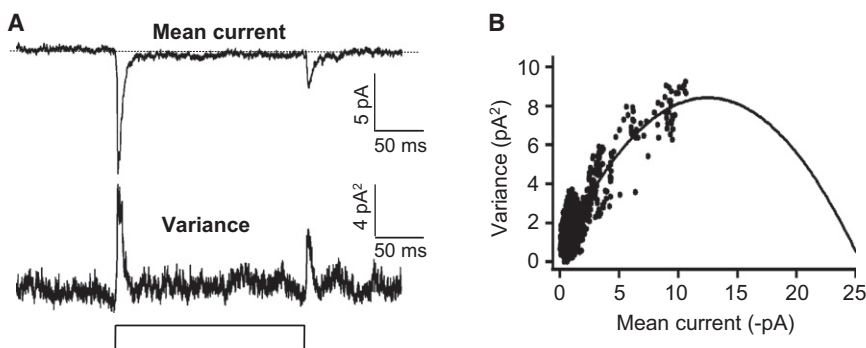 A
Mean current
5 pA
50 ms
4 pA²
50 ms
Variance
B
Variance (pA²)
10
8
6
4
2
0
0 5 10 15 20 25
Mean current (-pA)